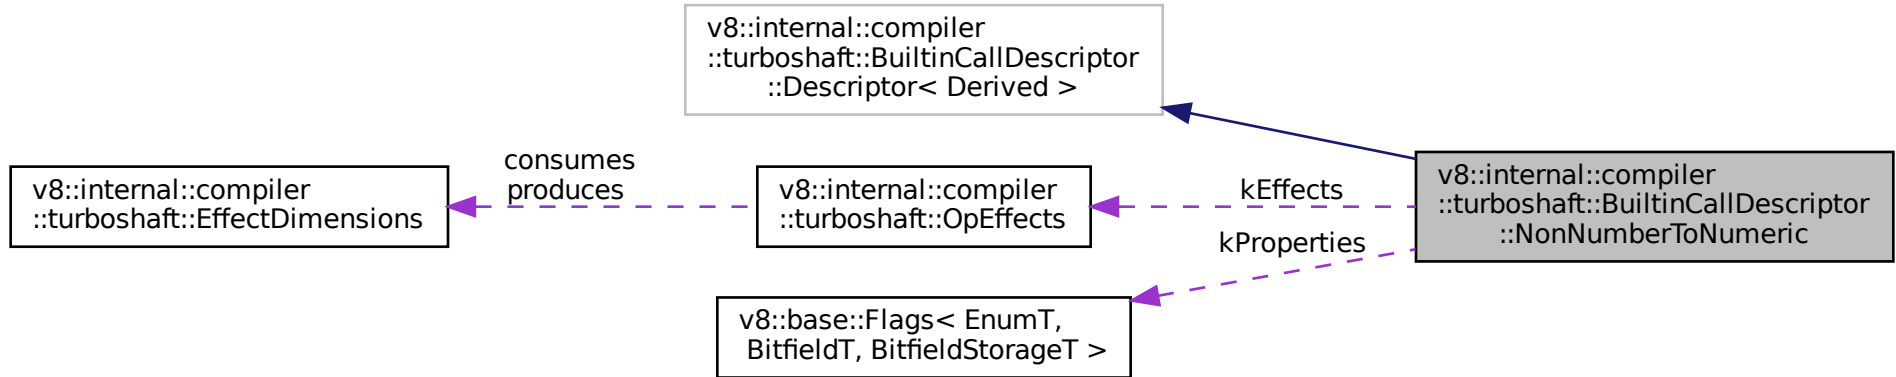 v8::internal::compiler
::turboshaft::BuiltinCallDescriptor
::Descriptor< Derived >
v8::internal::compiler
::turboshaft::EffectDimensions
consumes
produces
v8::internal::compiler
::turboshaft::OpEffects
kEffects
kProperties
v8::internal::compiler
::turboshaft::BuiltinCallDescriptor
::NonNumberToNumeric
v8::base::Flags< EnumT,
BitfieldT, BitfieldStorageT >